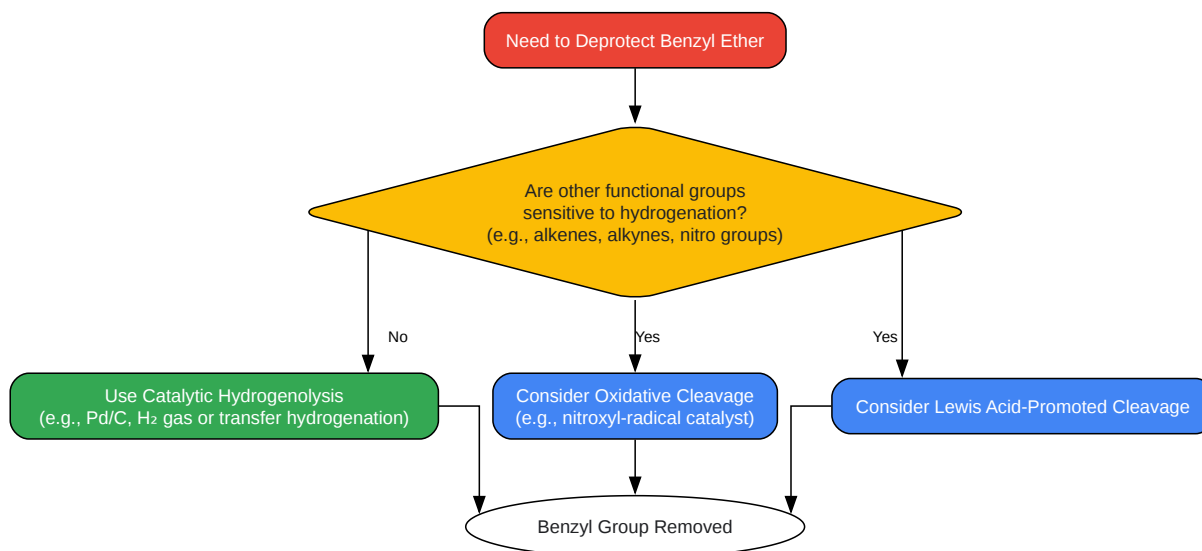 Need to Deprotect Benzyl Ether
Are other functional groups
sensitive to hydrogenation?
(e.g., alkenes, alkynes, nitro groups)
No
Yes
Yes
Use Catalytic Hydrogenolysis
(e.g., Pd/C, H₂ gas or transfer hydrogenation)
Consider Oxidative Cleavage
(e.g., nitroxyl-radical catalyst)
Consider Lewis Acid-Promoted Cleavage
Benzyl Group Removed